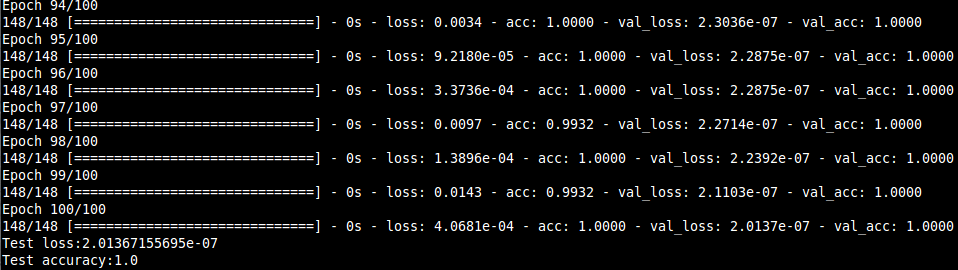 Epoch 94/100
148/148 [==============================] - 0s - loss: 0.0034 - acc: 1.0000 - val_loss: 2.3036e-07 - val_acc: 1.0000
Epoch 95/100
148/148 [==============================] - 0s - loss: 9.2180e-05 - acc: 1.0000 - val_loss: 2.2875e-07 - val_acc: 1.0000
Epoch 96/100
148/148 [==============================] - 0s - loss: 3.3736e-04 - acc: 1.0000 - val_loss: 2.2875e-07 - val_acc: 1.0000
Epoch 97/100
148/148 [==============================] - 0s - loss: 0.0097 - acc: 0.9932 - val_loss: 2.2714e-07 - val_acc: 1.0000
Epoch 98/100
148/148 [==============================] - 0s - loss: 1.3896e-04 - acc: 1.0000 - val_loss: 2.2392e-07 - val_acc: 1.0000
Epoch 99/100
148/148 [==============================] - 0s - loss: 0.0143 - acc: 0.9932 - val_loss: 2.1103e-07 - val_acc: 1.0000
Epoch 100/100
148/148 [==============================] - 0s - loss: 4.0681e-04 - acc: 1.0000 - val_loss: 2.0137e-07 - val_acc: 1.0000
Test loss:2.01367155695e-07
Test accuracy:1.0